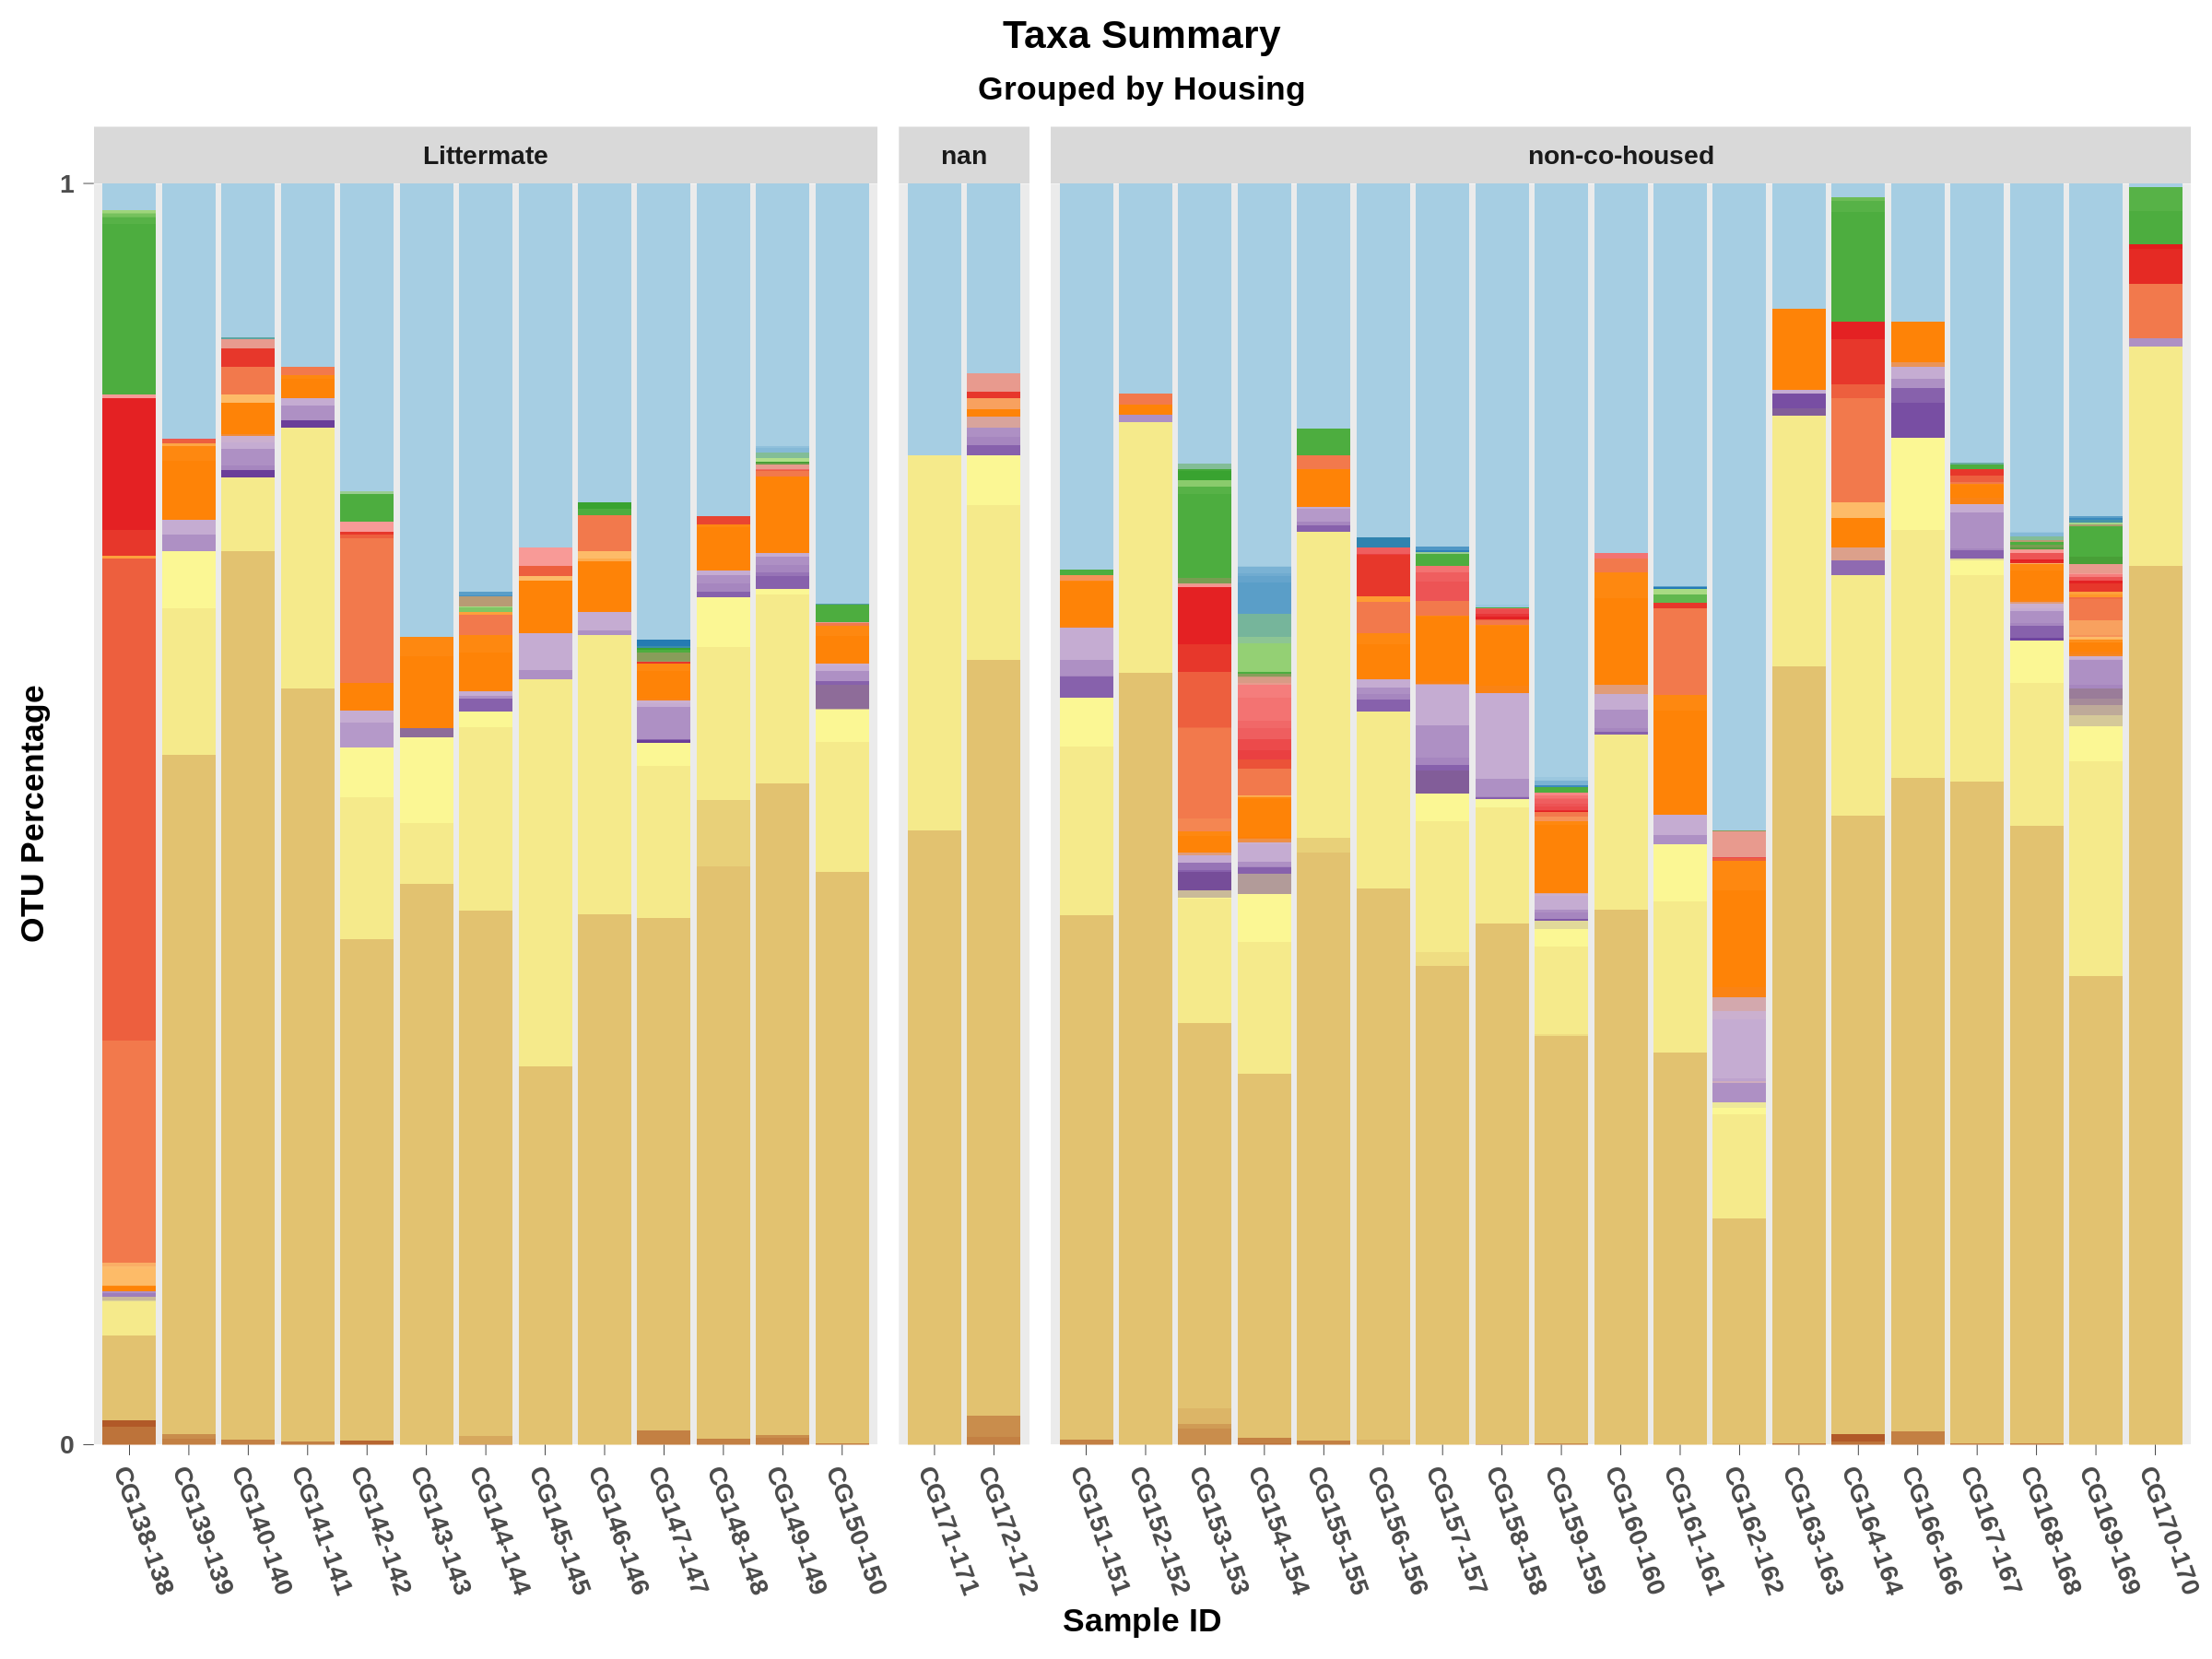 Taxa Summary
Grouped by Housing
Littermate
nan
non-co-housed
1
0
OTU Percentage
CG138-138
CG139-139
CG140-140
CG141-141
CG142-142
CG143-143
CG144-144
CG145-145
CG146-146
CG147-147
CG148-148
CG149-149
CG150-150
CG171-171
CG172-172
CG151-151
CG152-152
CG153-153
CG154-154
CG155-155
CG156-156
CG157-157
CG158-158
CG159-159
CG160-160
CG161-161
CG162-162
CG163-163
CG164-164
CG166-166
CG167-167
CG168-168
CG169-169
CG170-170
Sample ID